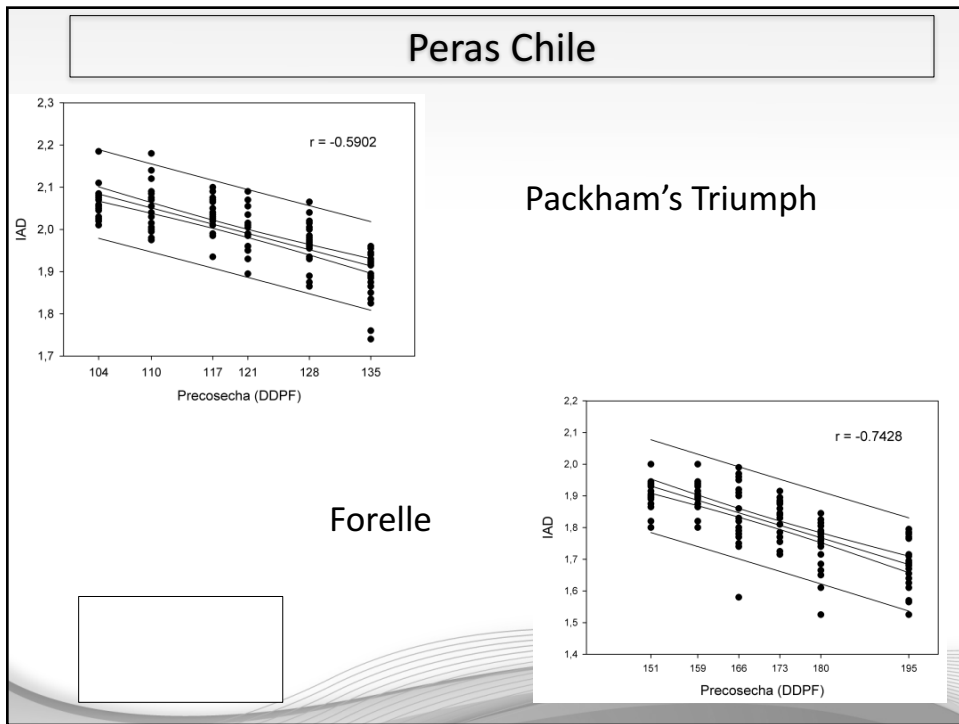 Peras Chile
2,3
2,2
2,1
2,0
1,9
1,8
1,7
IAD
r = -0.5902
104 110 117 121 128 135
Precosecha (DDPF)
Packham’s Triumph
Forelle
2,2
2,1
2,0
1,9
1,8
1,7
1,6
1,5
1,4
IAD
r = -0.7428
151 159 166 173 180 195
Precosecha (DDPF)